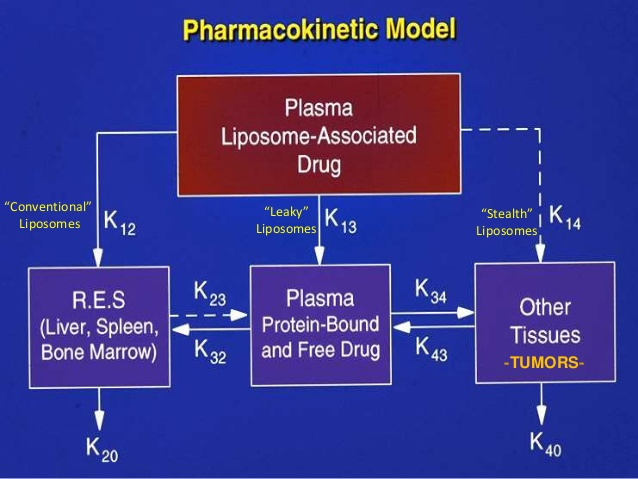 Pharmacokinetic Model
Plasma
Liposome-Associated
Drug
“Conventional”
Liposomes
K12
“Leaky”
Liposomes
K13
“Stealth”
Liposomes
K14
R.E.S
(Liver, Spleen,
Bone Marrow)
K23
K32
Plasma
Protein-Bound
and Free Drug
K34
K43
Other
Tissues
-TUMORS-
K20
K40